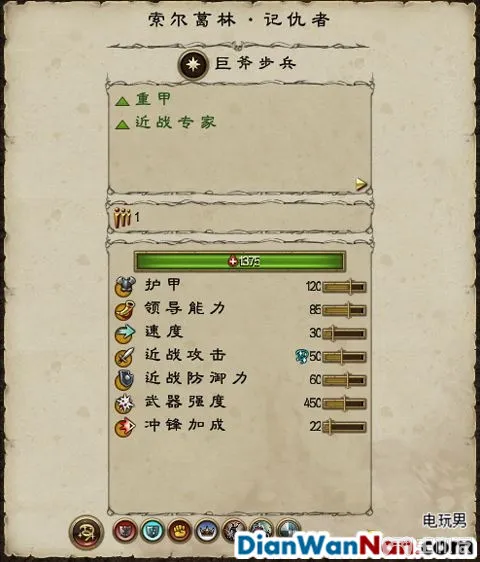 索尔葛林·记仇者
巨斧步兵
重甲
近战专家
1
1375
护甲 120
领导能力 85
速度 30
近战攻击 50
近战防御力 60
武器强度 450
冲锋加成 22
电玩男
DianWanNan.com